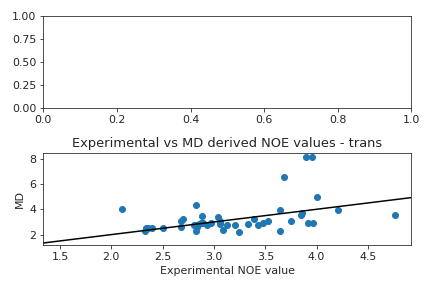 1.00
0.75
0.50
0.25
0.00
0.0 0.2 0.4 0.6 0.8 1.0
Experimental vs MD derived NOE values - trans
8
6
4
2
MD
1.5 2.0 2.5 3.0 3.5 4.0 4.5
Experimental NOE value